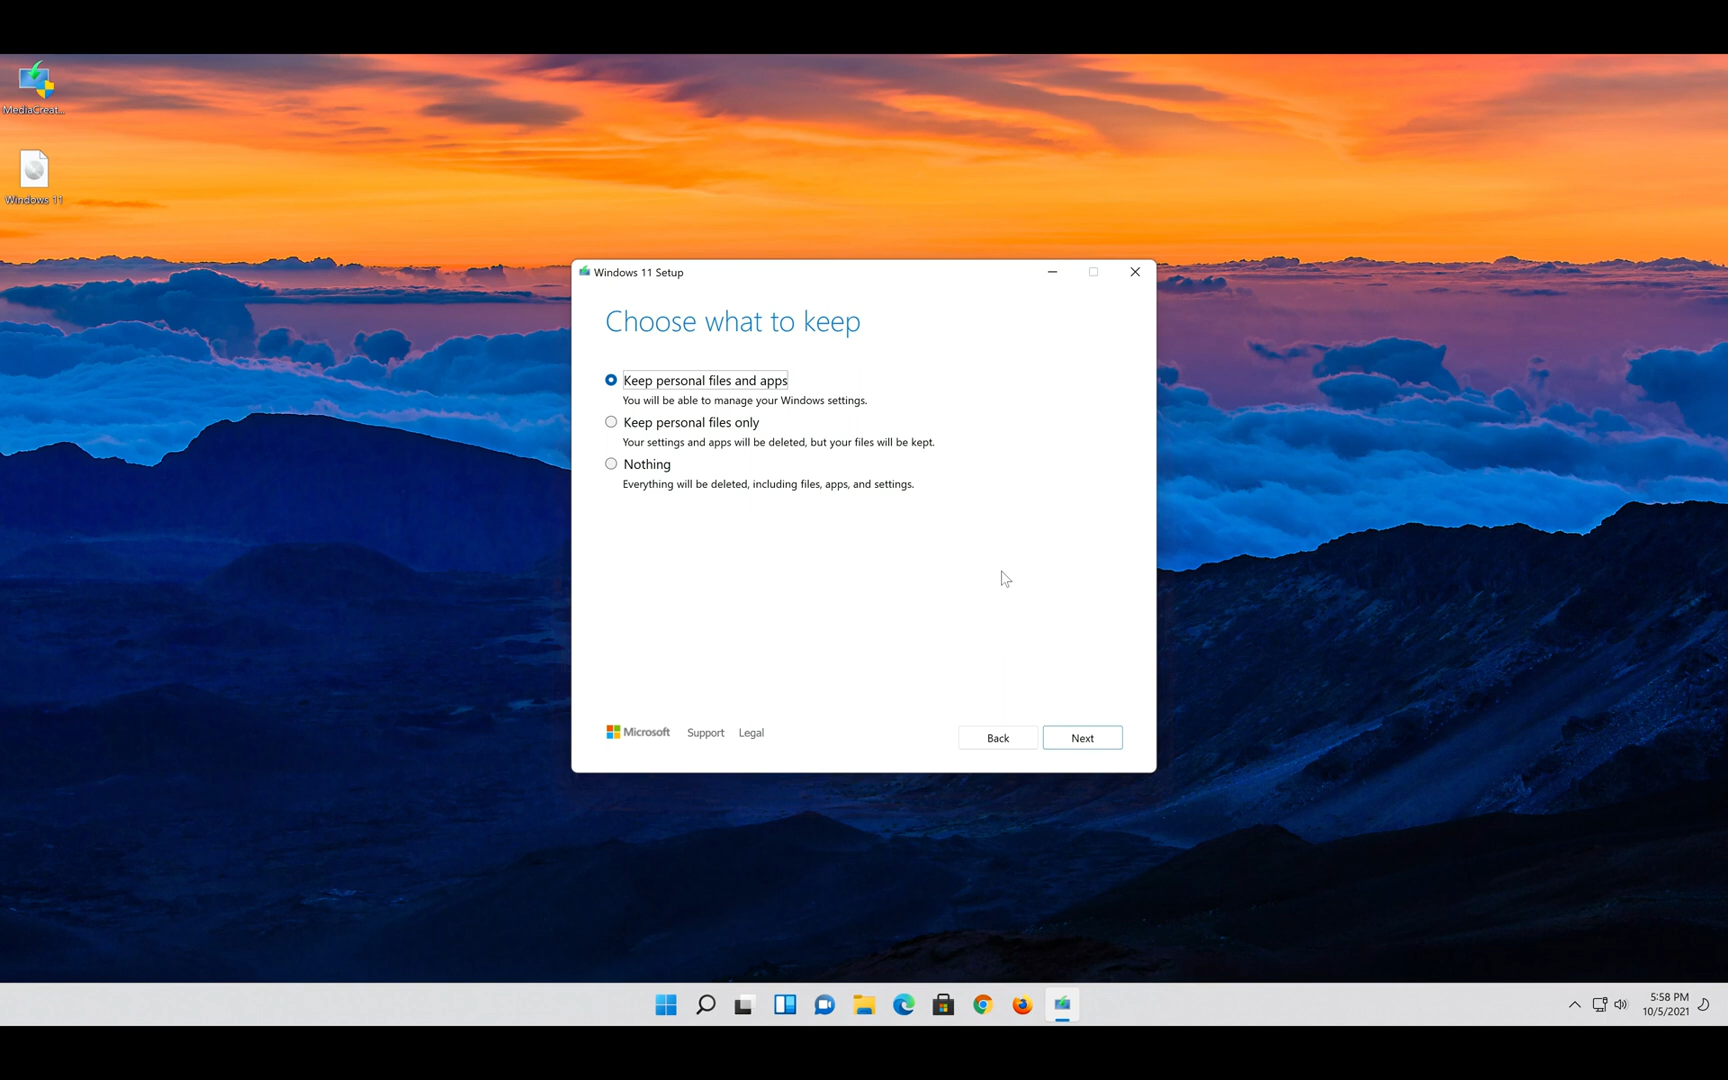 MediaCreat...
Windows 11
Windows 11 Setup
Choose what to keep
Keep personal files and apps
You will be able to manage your Windows settings.
Keep personal files only
Your settings and apps will be deleted, but your files will be kept.
Nothing
Everything will be deleted, including files, apps, and settings.
Microsoft Support Legal
Back Next
5:58 PM
10/5/2021